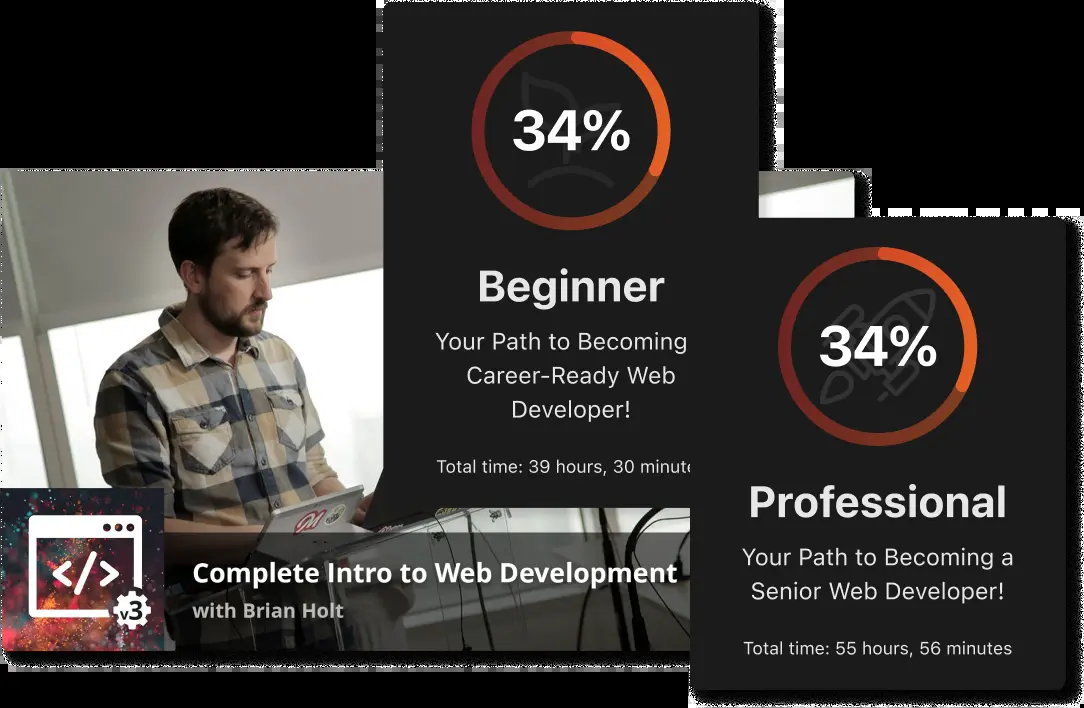 34%
Beginner
Your Path to Becoming
Career-Ready Web
Developer!
Total time: 39 hours, 30 minute
34%
Professional
Your Path to Becoming a
Senior Web Developer!
Total time: 55 hours, 56 minutes
</>
v3
Complete Intro to Web Development
with Brian Holt